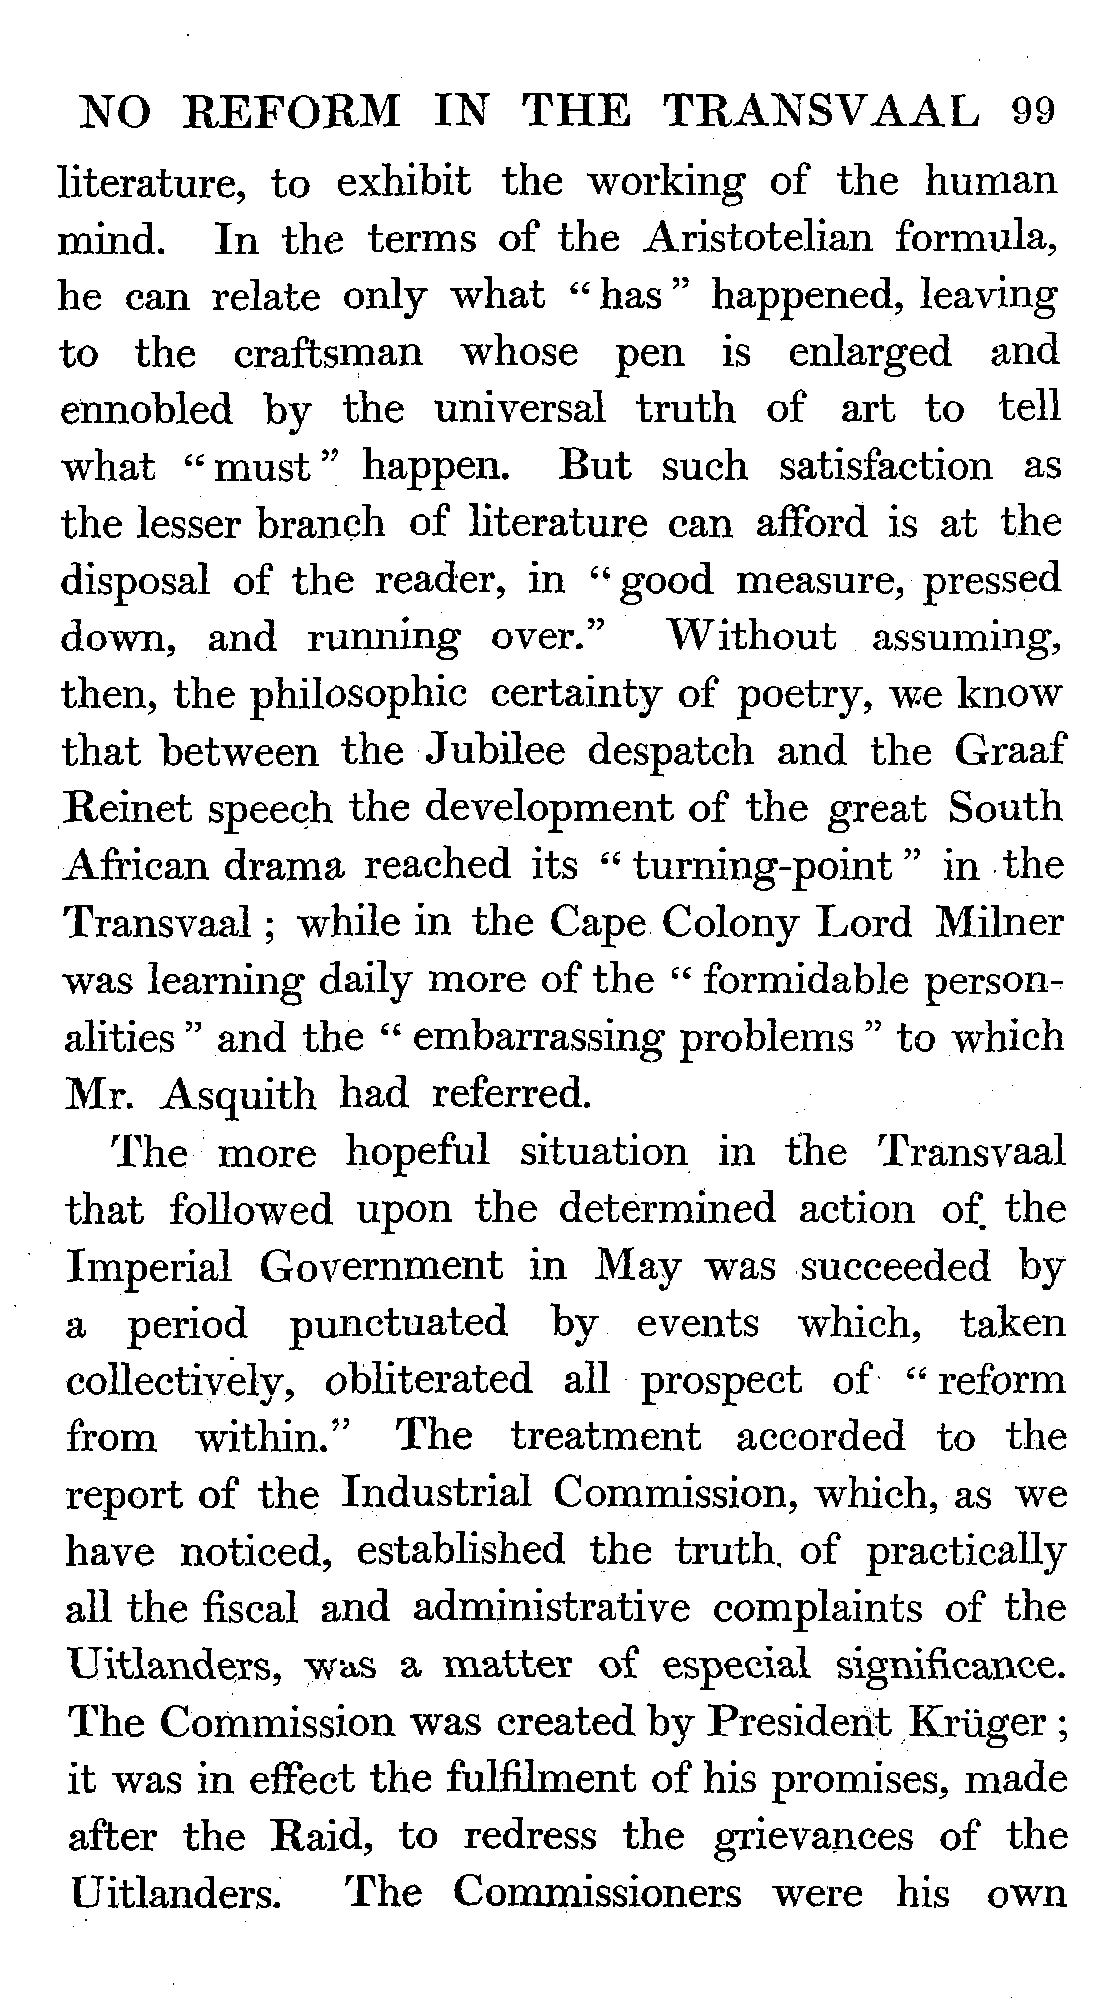 NO REFORM IN THE TRANSVAAL 99
literature, to exhibit the working of the human
mind. In the terms of the Aristotelian formula,
he can relate only what “has” happened, leaving
to the craftsman whose pen is enlarged and
ennobled by the universal truth of art to tell
what “must” happen. But such satisfaction as
the lesser branch of literature can afford is at the
disposal of the reader, in “good measure, pressed
down, and running over.” Without assuming,
then, the philosophic certainty of poetry, we know
that between the Jubilee despatch and the Graaf
Reinet speech the development of the great South
African drama reached its “turning-point” in the
Transvaal; while in the Cape Colony Lord Milner
was learning daily more of the “formidable person-
alities” and the “embarrassing problems” to which
Mr. Asquith had referred.
The more hopeful situation in the Transvaal
that followed upon the determined action of the
Imperial Government in May was succeeded by
a period punctuated by events which, taken
collectively, obliterated all prospect of “reform
from within.” The treatment accorded to the
report of the Industrial Commission, which, as we
have noticed, established the truth of practically
all the fiscal and administrative complaints of the
Uitlanders, was a matter of especial significance.
The Commission was created by President Krüger;
it was in effect the fulfilment of his promises, made
after the Raid, to redress the grievances of the
Uitlanders. The Commissioners were his own